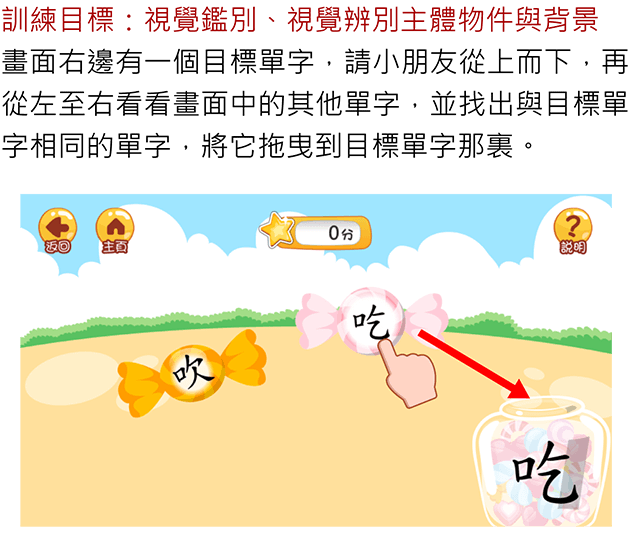 訓練目標：視覺鑑別、視覺辨別主體物件與背景
畫面右邊有一個目標單字，請小朋友從上而下，再
從左至右看看畫面中的其他單字，並找出與目標單
字相同的單字，將它拖曳到目標單字那裏。
返回
主頁
0分
說明
吃
吹
吃